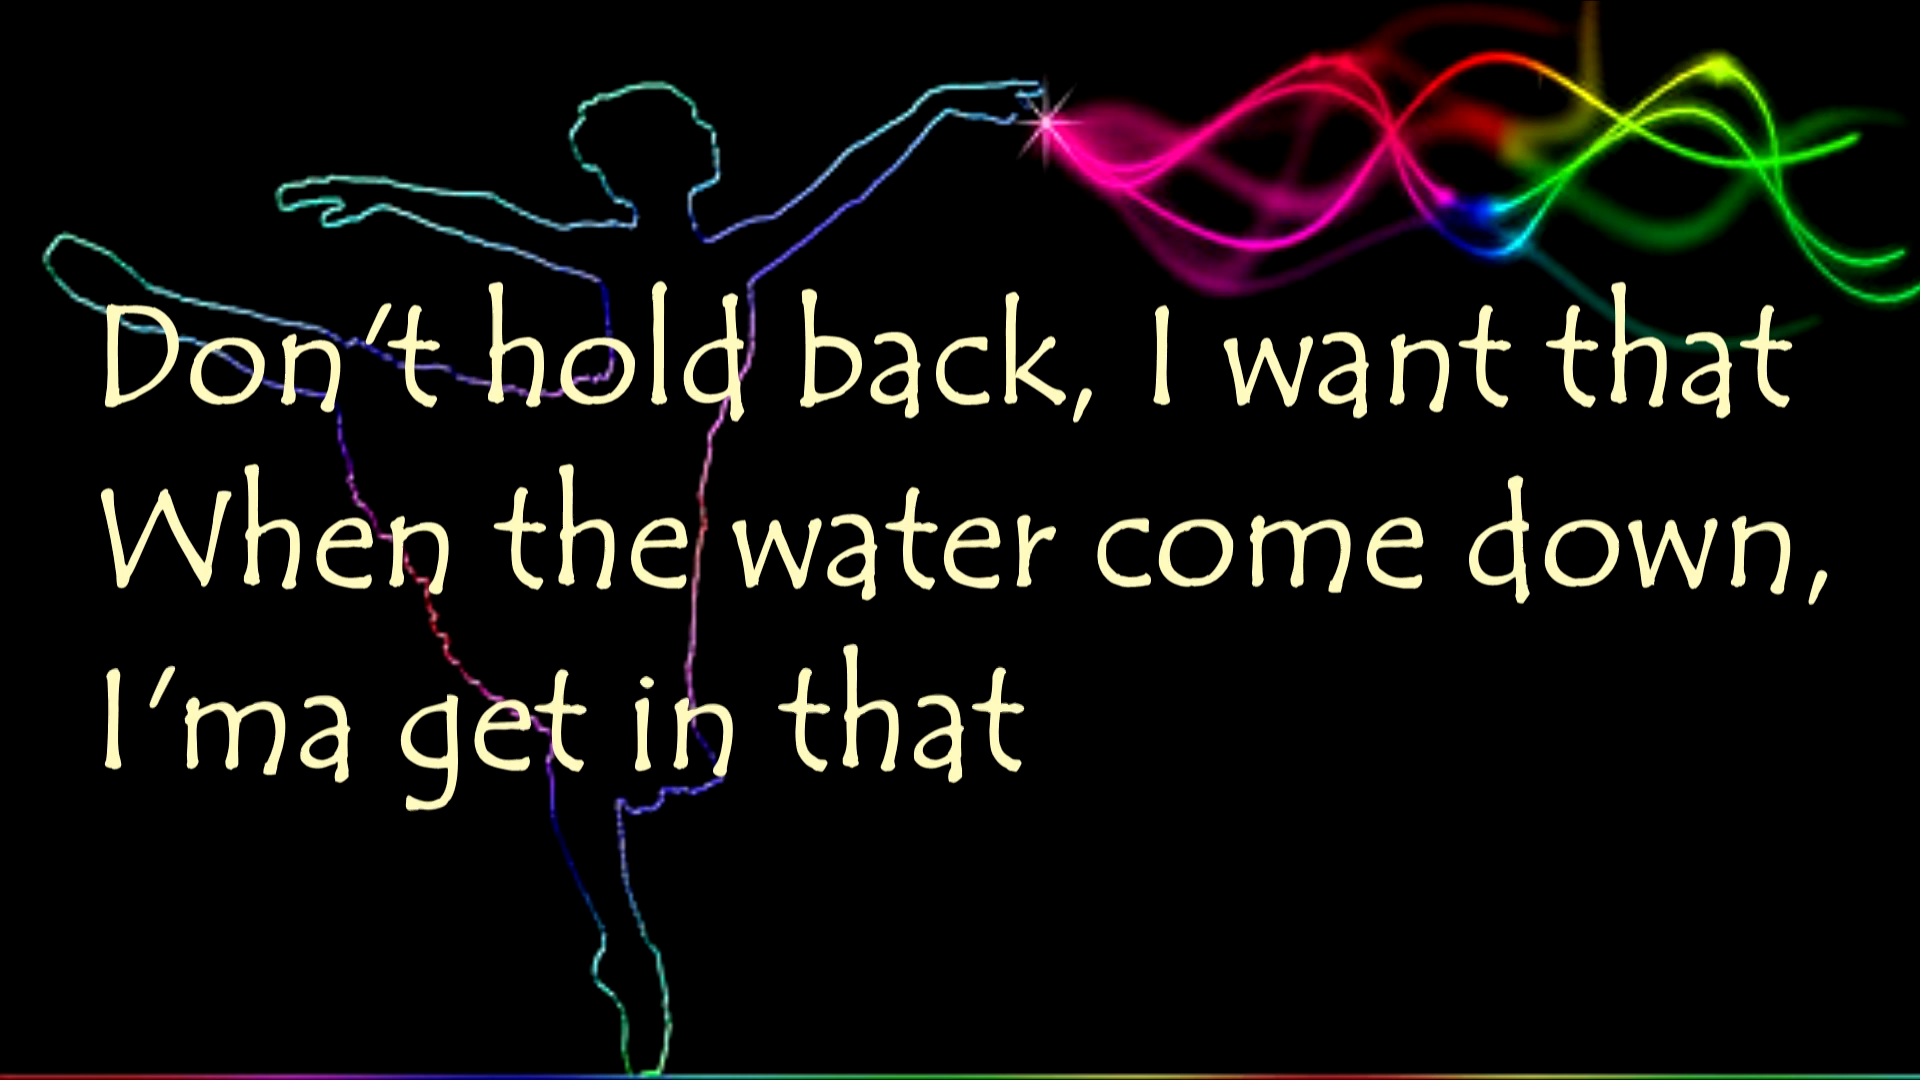 Don't hold back, I want that
When the water come down,
I'ma get in that